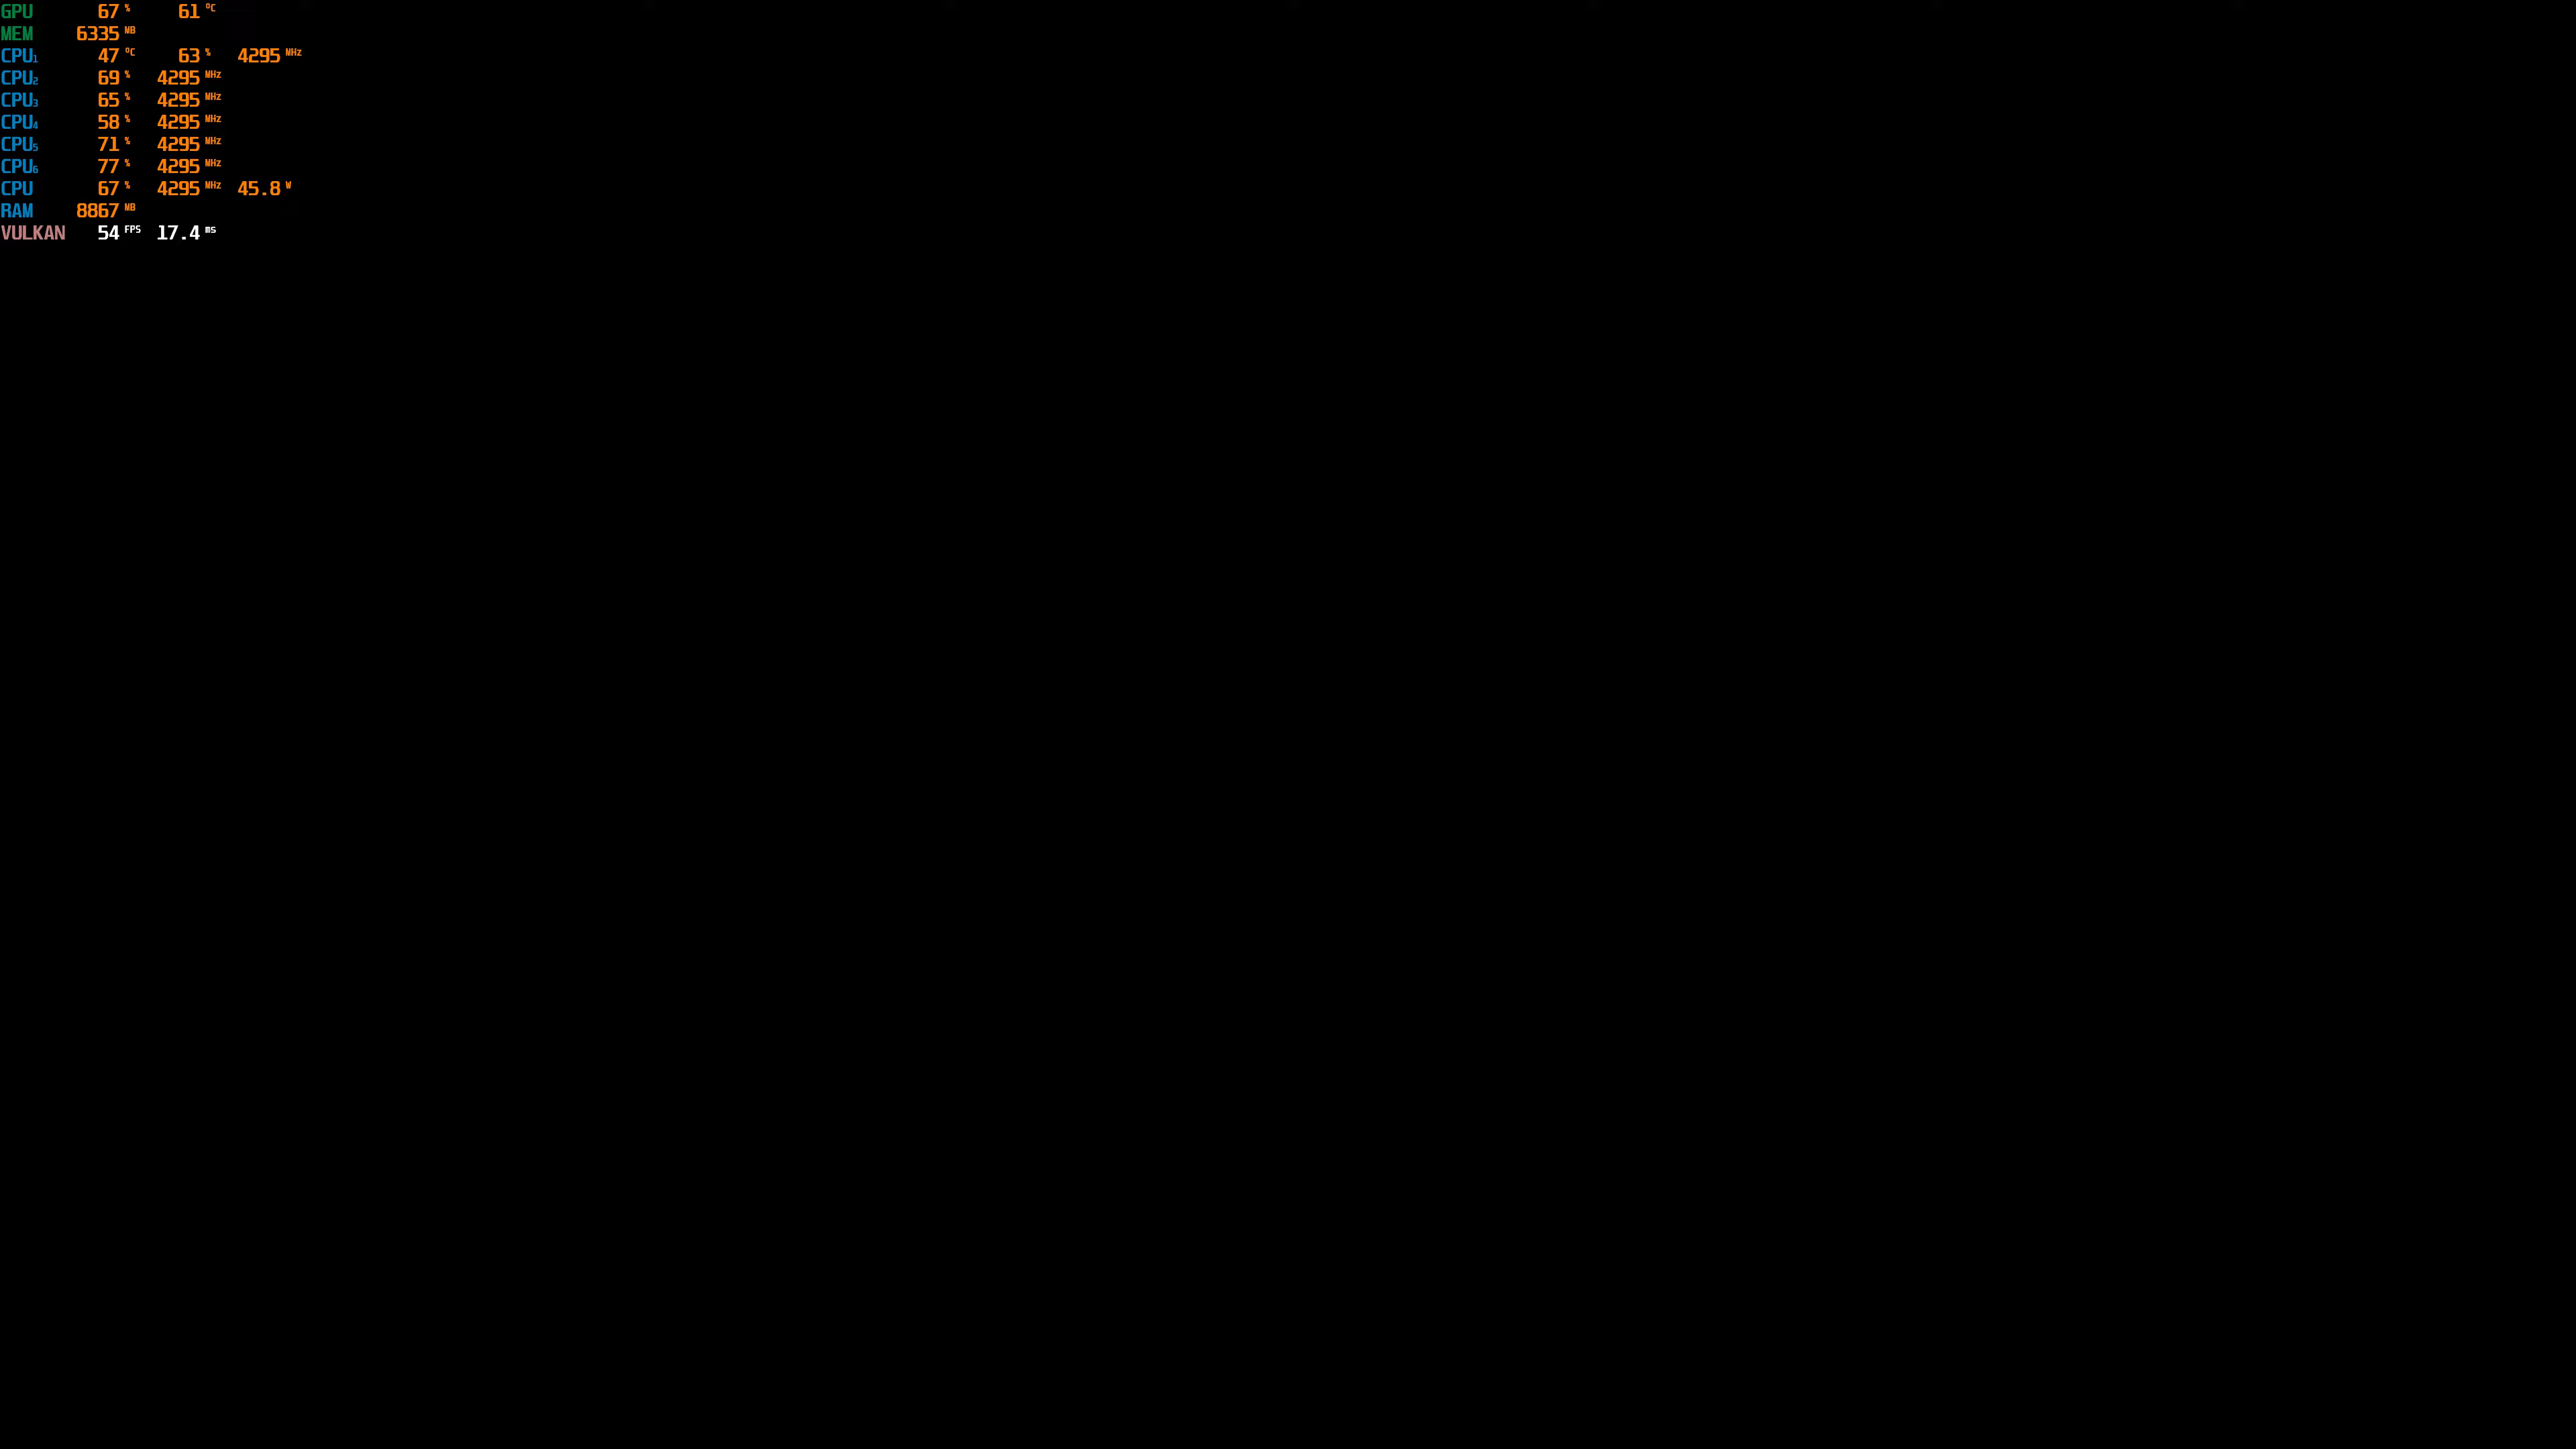 GPU 67 % 61 °C
MEM 6335 MB
CPU1 47 °C 63 % 4295 MHz
CPU2 69 % 4295 MHz
CPU3 65 % 4295 MHz
CPU4 58 % 4295 MHz
CPU5 71 % 4295 MHz
CPU6 77 % 4295 MHz
CPU 67 % 4295 MHz 45.8 W
RAM 8867 MB
VULKAN 54 FPS 17.4 ms